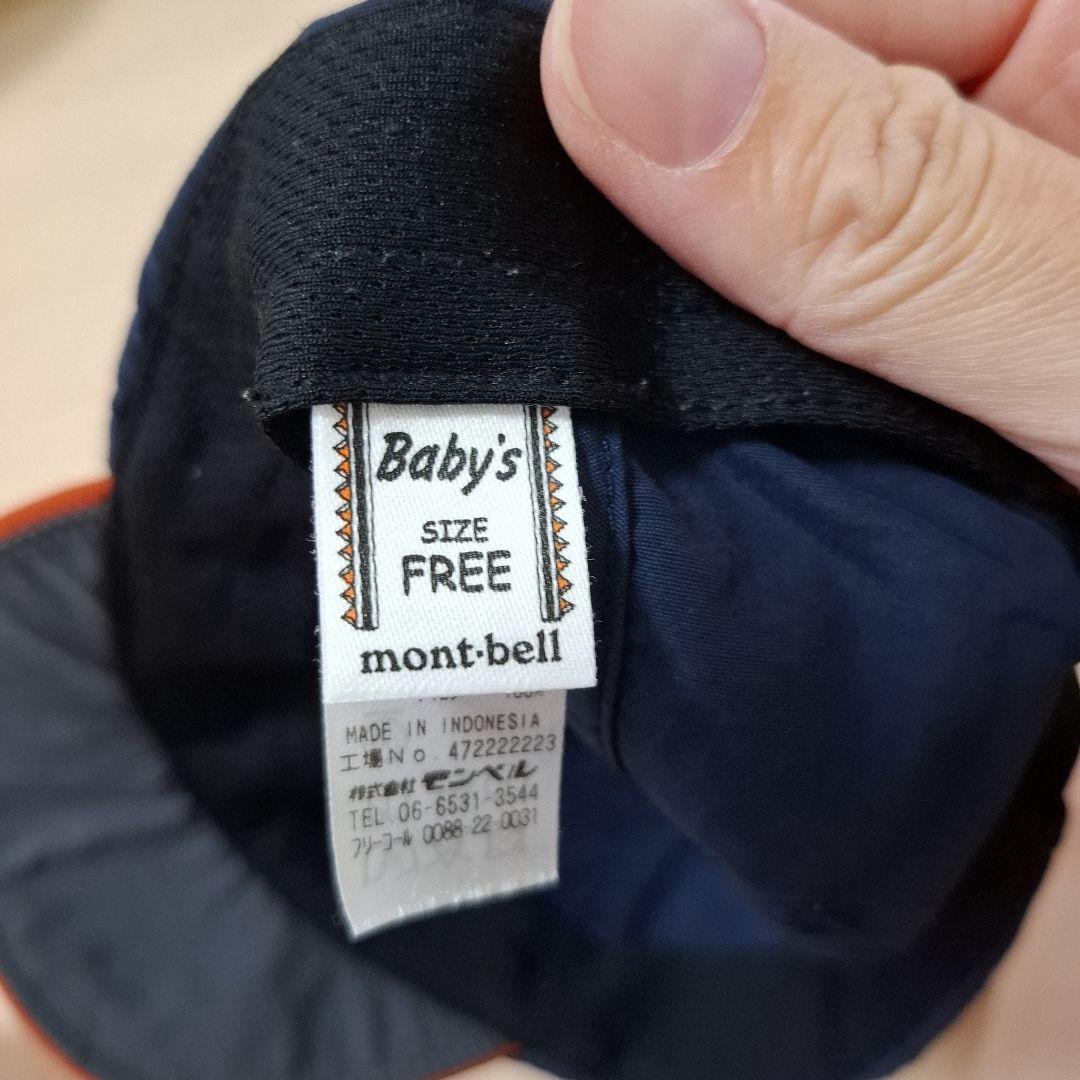 Baby's
SIZE
FREE
mont·bell
MADE IN INDONESIA
工場No. 472222223
株式会社モンベル
TEL 06-6531-3544
フリーコール 0088-22-0031